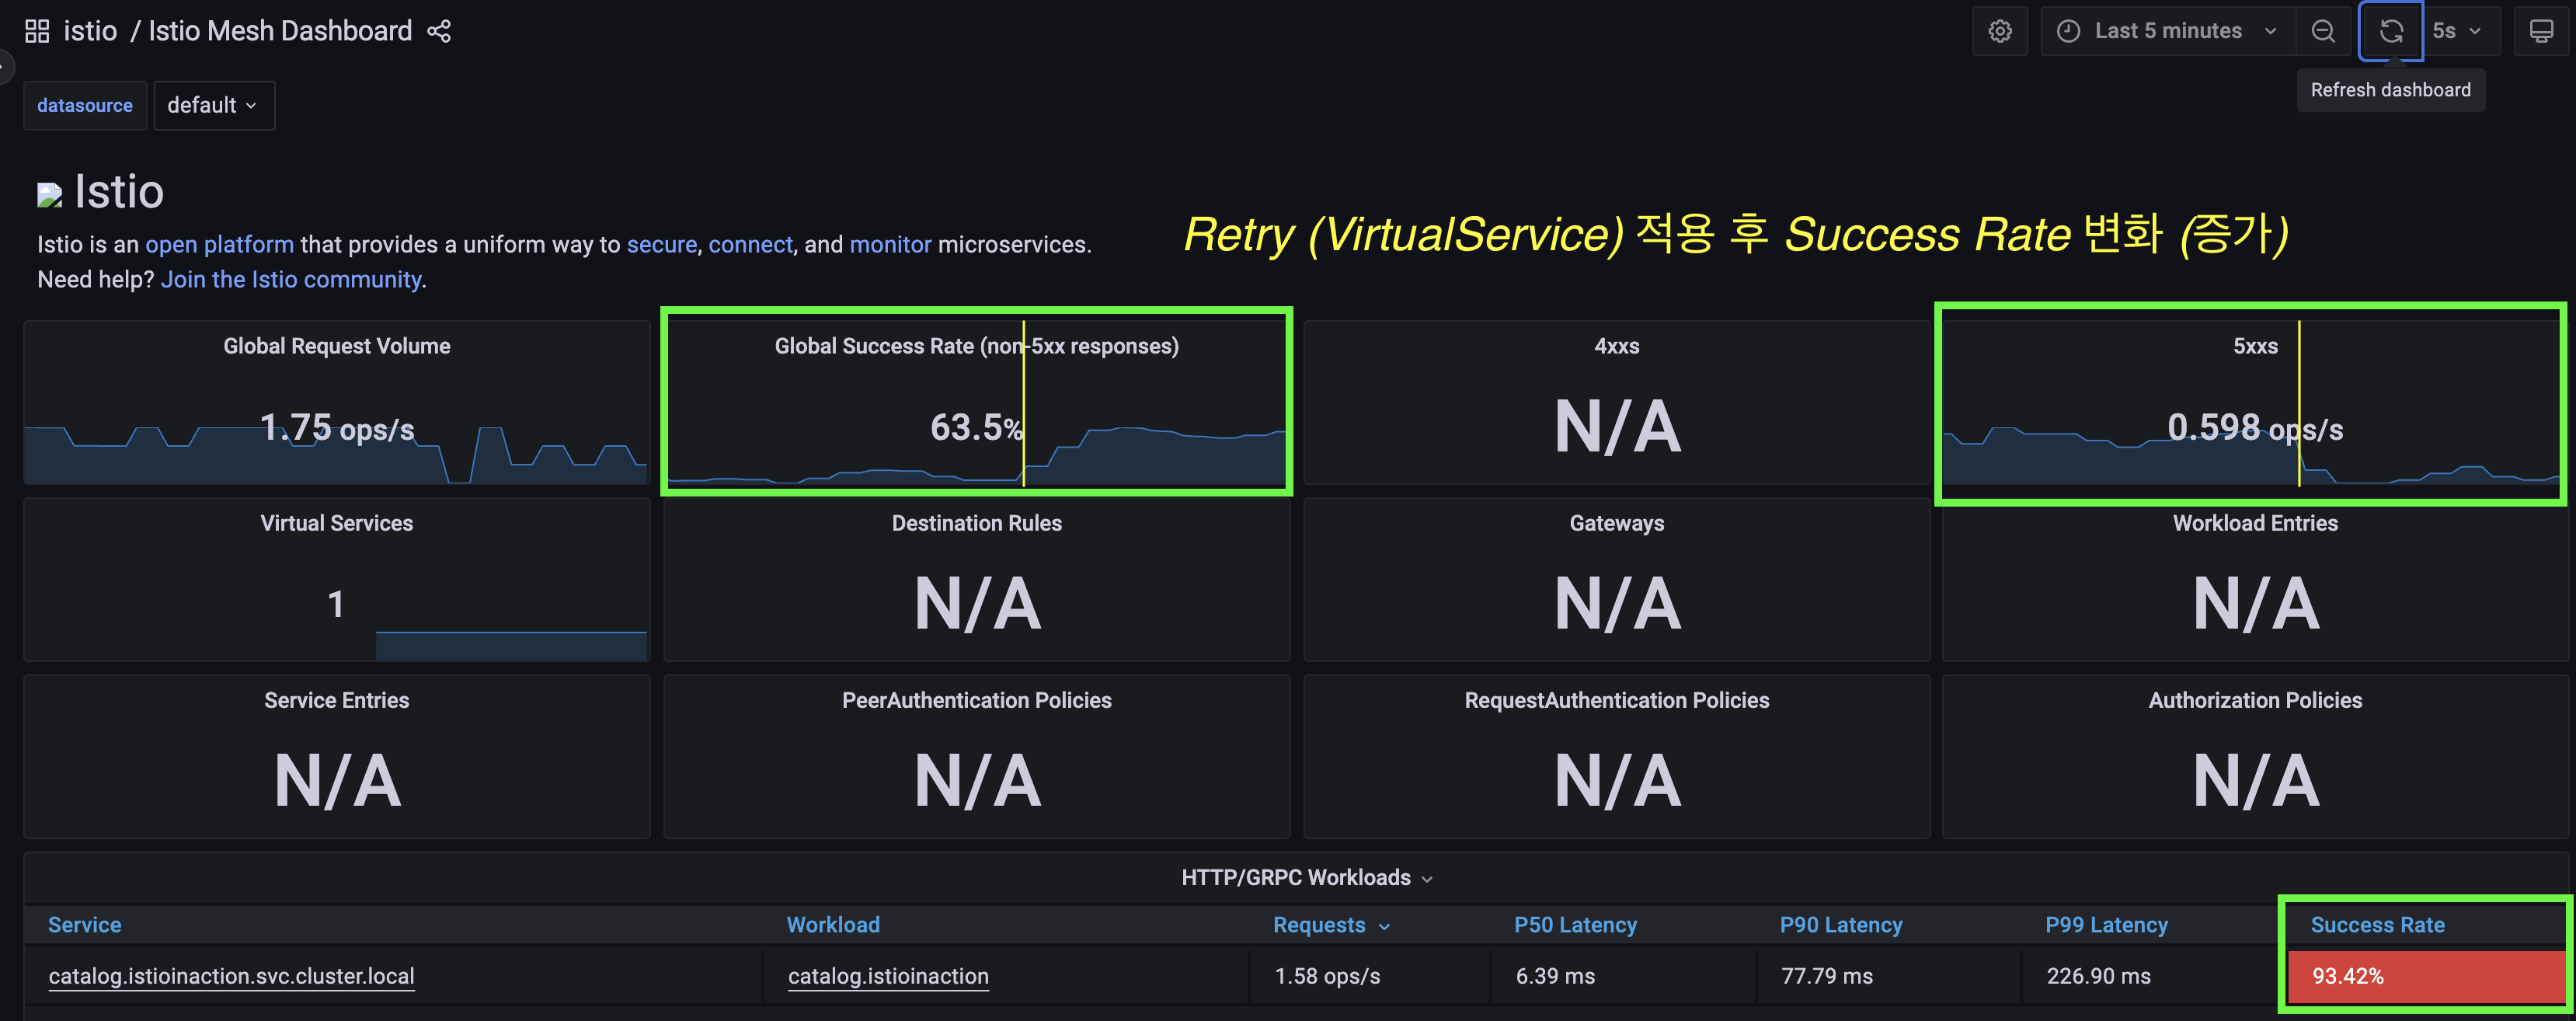 istio / Istio Mesh Dashboard
Last 5 minutes
5s
Refresh dashboard
datasource
default
Istio
Istio is an open platform that provides a uniform way to secure, connect, and monitor microservices.
Need help? Join the Istio community.
Retry (VirtualService) 적용 후 Success Rate 변화 (증가)
Global Request Volume
1.75 ops/s
Global Success Rate (non-5xx responses)
63.5%
4xxs
N/A
5xxs
0.598 ops/s
Virtual Services
1
Destination Rules
N/A
Gateways
N/A
Workload Entries
N/A
Service Entries
N/A
PeerAuthentication Policies
N/A
RequestAuthentication Policies
N/A
Authorization Policies
N/A
HTTP/GRPC Workloads
Service Workload Requests P50 Latency P90 Latency P99 Latency Success Rate
catalog.istioinaction.svc.cluster.local catalog.istioinaction 1.58 ops/s 6.39 ms 77.79 ms 226.90 ms 93.42%